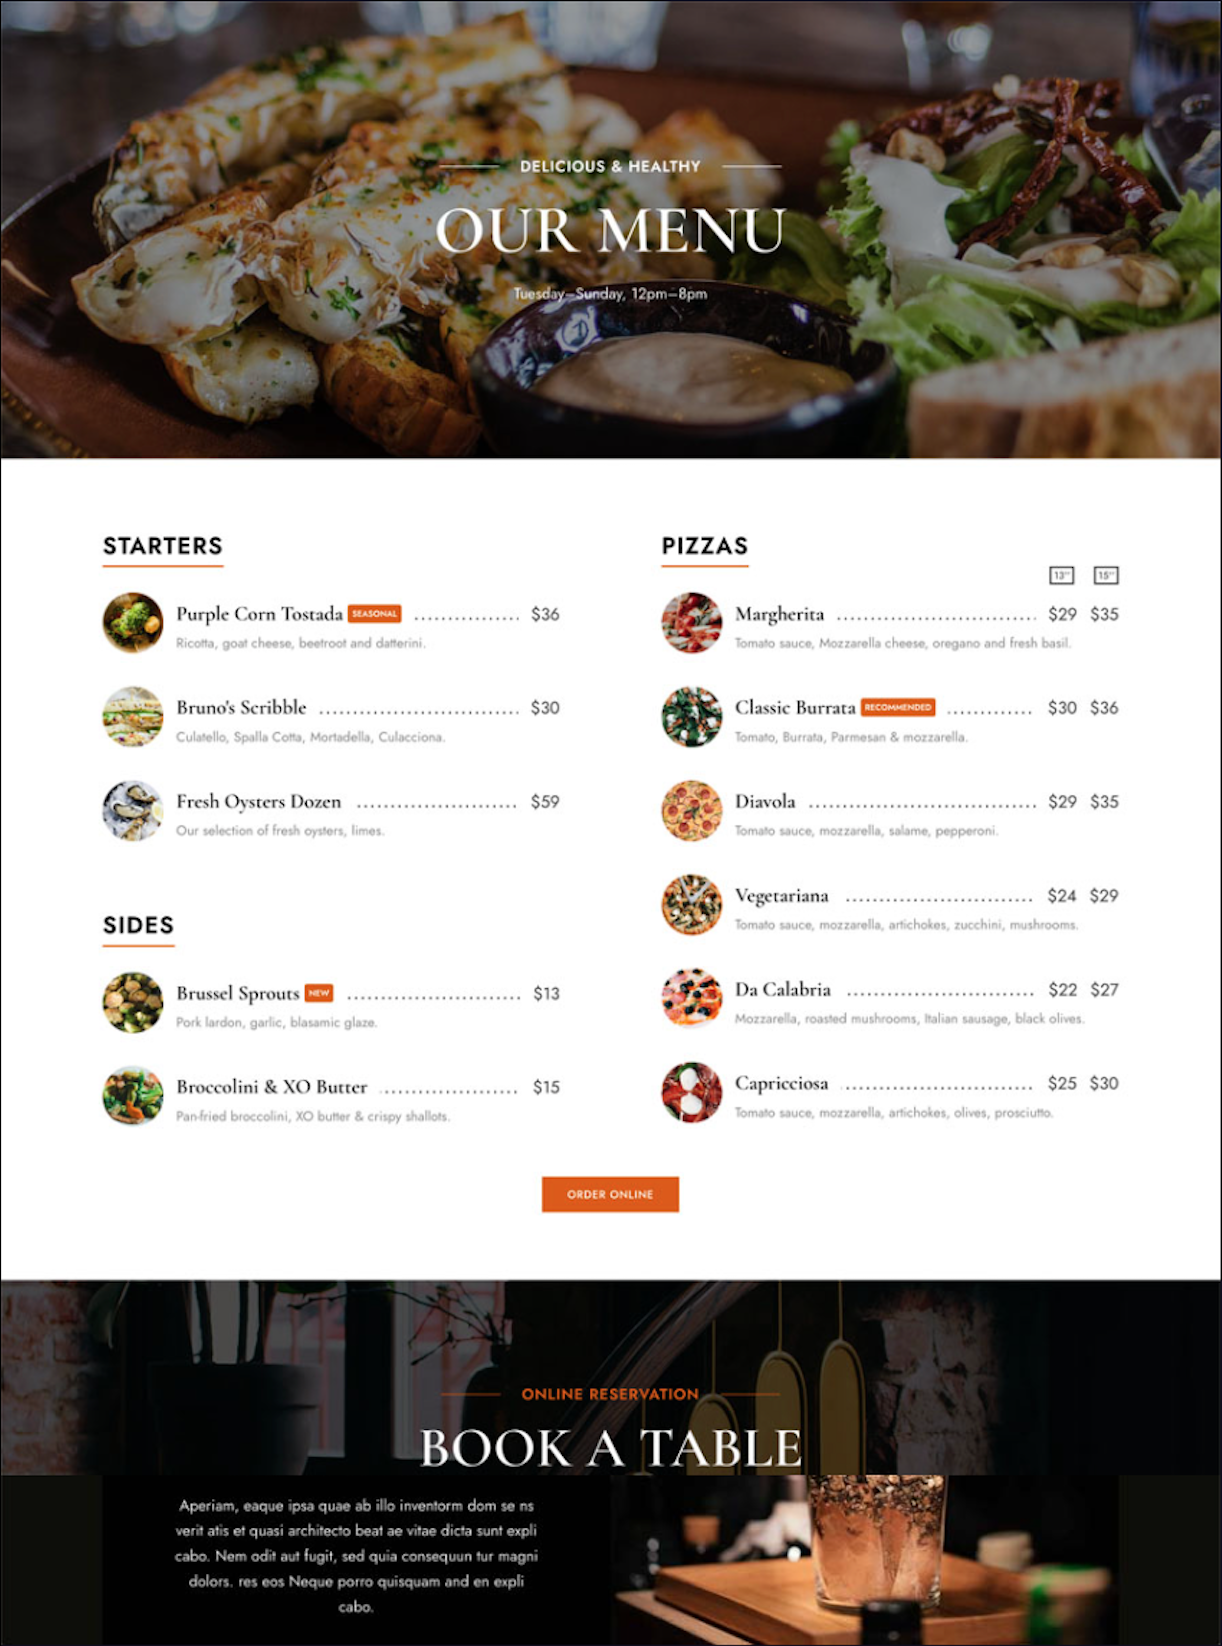 DELICIOUS & HEALTHY
OUR MENU
Tuesday–Sunday, 12pm–8pm
STARTERS
Purple Corn Tostada SEASONAL $36
Ricotta, goat cheese, beetroot and datterini.
Bruno's Scribble $30
Culatello, Spalla Cotta, Mortadella, Culacciona.
Fresh Oysters Dozen $59
Our selection of fresh oysters, limes.
SIDES
Brussel Sprouts NEW $13
Pork lardon, garlic, blasamic glaze.
Broccolini & XO Butter $15
Pan-fried broccolini, XO butter & crispy shallots.
PIZZAS
13" 15"
Margherita $29 $35
Tomato sauce, Mozzarella cheese, oregano and fresh basil.
Classic Burrata RECOMMENDED $30 $36
Tomato, Burrata, Parmesan & mozzarella.
Diavola $29 $35
Tomato sauce, mozzarella, salame, pepperoni.
Vegetariana $24 $29
Tomato sauce, mozzarella, artichokes, zucchini, mushrooms.
Da Calabria $22 $27
Mozzarella, roasted mushrooms, Italian sausage, black olives.
Capricciosa $25 $30
Tomato sauce, mozzarella, artichokes, olives, prosciutto.
ORDER ONLINE
ONLINE RESERVATION
BOOK A TABLE
Aperiam, eaque ipsa quae ab illo inventorm dom se ns
verit atis et quasi architecto beat ae vitae dicta sunt expli
cabo. Nem odit aut fugit, sed quia consequun tur magni
dolors. res eos Neque porro quisquam and en expli
cabo.